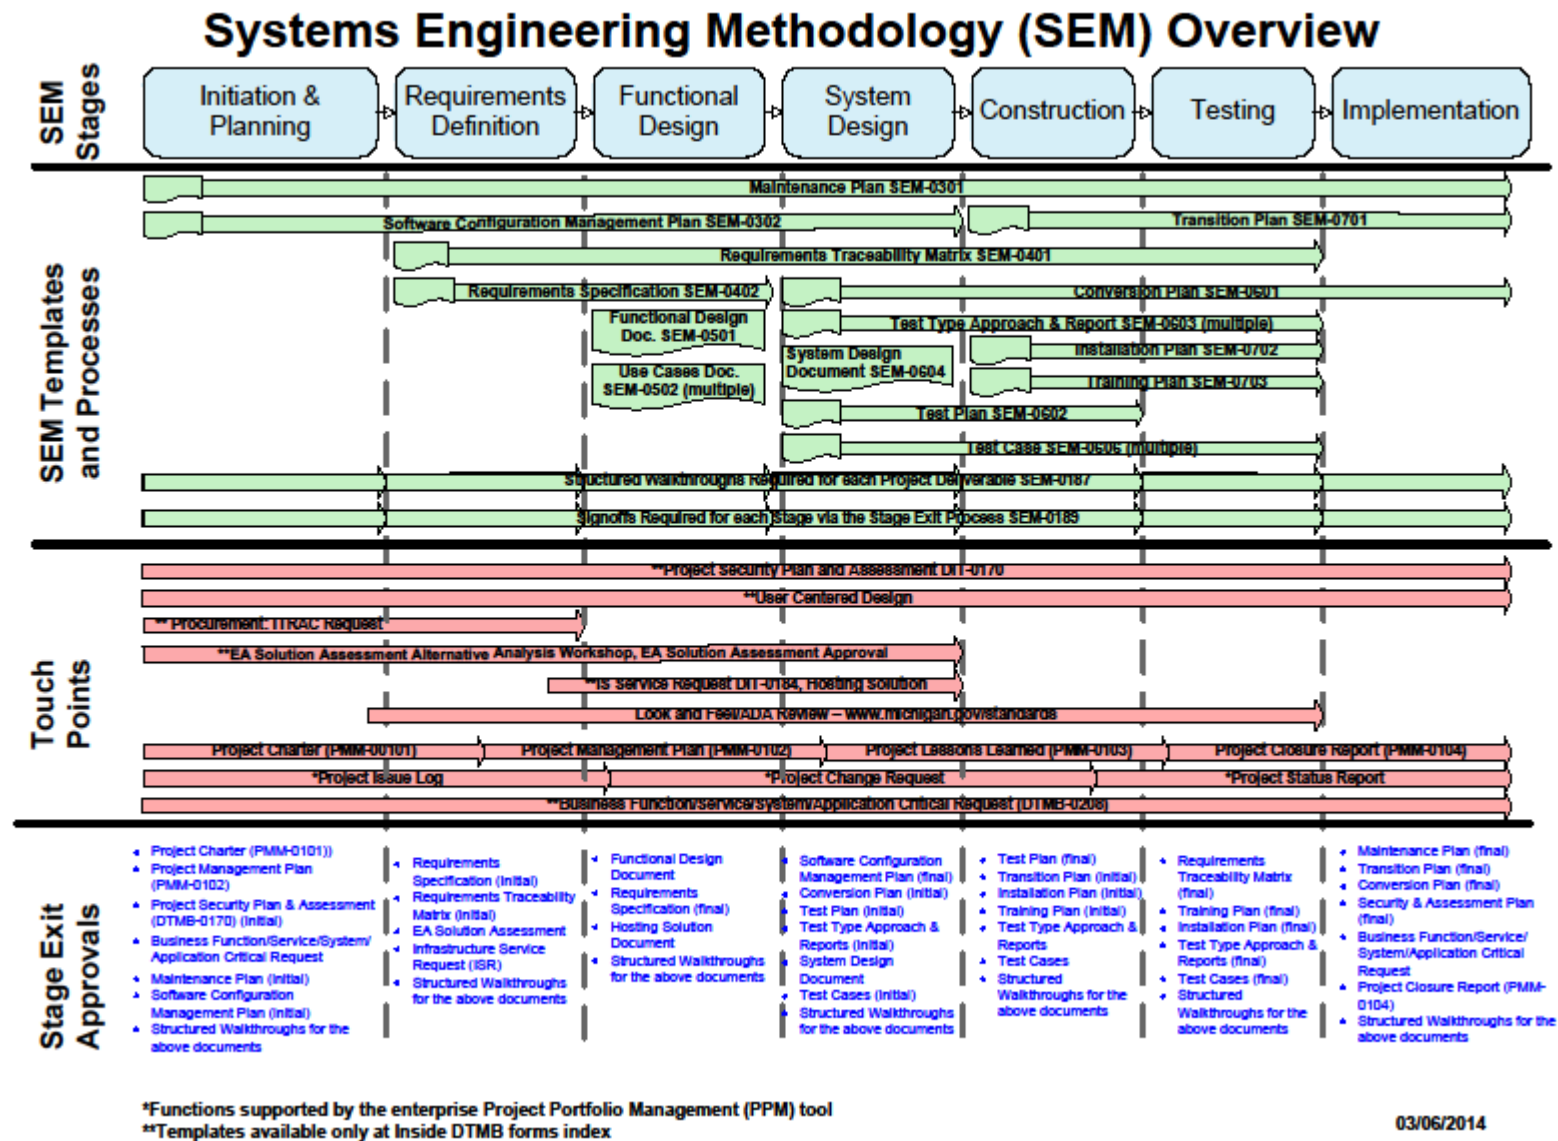 Systems Engineering Methodology (SEM) Overview
SEM
Stages
Initiation &
Planning
Requirements
Definition
Functional
Design
System
Design
Construction
Testing
Implementation
SEM Templates
and Processes
Maintenance Plan SEM-0301
Software Configuration Management Plan SEM-0302
Transition Plan SEM-0701
Requirements Traceability Matrix SEM-0401
Requirements Specification SEM-0402
Conversion Plan SEM-0601
Functional Design
Doc. SEM-0501
Test Type Approach & Report SEM-0603 (multiple)
System Design
Document SEM-0604
Installation Plan SEM-0702
Use Cases Doc.
SEM-0502 (multiple)
Training Plan SEM-0703
Test Plan SEM-0602
Test Case SEM-0606 (multiple)
Structured Walkthroughs Required for each Project Deliverable SEM-0187
Signoffs Required for each Stage via the Stage Exit Process SEM-0189
Touch
Points
**Project Security Plan and Assessment DIT-0170
**User Centered Design
** Procurement: ITRAC Request
**EA Solution Assessment Alternative Analysis Workshop, EA Solution Assessment Approval
**IS Service Request DIT-0184, Hosting Solution
Look and Feel/ADA Review – www.michigan.gov/standards
Project Charter (PMM-00101)
Project Management Plan (PMM-0102)
Project Lessons Learned (PMM-0103)
Project Closure Report (PMM-0104)
*Project Issue Log
*Project Change Request
*Project Status Report
**Business Function/Service/System/Application Critical Request (DTMB-0208)
Stage Exit
Approvals
Project Charter (PMM-0101))
Project Management Plan
(PMM-0102)
Project Security Plan & Assessment
(DTMB-0170) (initial)
Business Function/Service/System/
Application Critical Request
Maintenance Plan (initial)
Software Configuration
Management Plan (initial)
Structured Walkthroughs for the
above documents
Requirements
Specification (initial)
Requirements Traceability
Matrix (initial)
EA Solution Assessment
Infrastructure Service
Request (ISR)
Structured Walkthroughs
for the above documents
Functional Design
Document
Requirements
Specification (final)
Hosting Solution
Document
Structured Walkthroughs
for the above documents
Software Configuration
Management Plan (final)
Conversion Plan (initial)
Test Plan (initial)
Test Type Approach &
Reports (initial)
System Design
Document
Test Cases (initial)
Structured Walkthroughs
for the above documents
Test Plan (final)
Transition Plan (initial)
Installation Plan (initial)
Training Plan (initial)
Test Type Approach &
Reports
Test Cases
Structured
Walkthroughs for the
above documents
Requirements
Traceability Matrix
(final)
Training Plan (final)
Installation Plan (final)
Test Type Approach &
Reports (final)
Test Cases (final)
Structured
Walkthroughs for the
above documents
Maintenance Plan (final)
Transition Plan (final)
Conversion Plan (final)
Security & Assessment Plan
(final)
Business Function/Service/
System/Application Critical
Request
Project Closure Report (PMM-
0104)
Structured Walkthroughs for the
above documents
*Functions supported by the enterprise Project Portfolio Management (PPM) tool
**Templates available only at Inside DTMB forms index
03/06/2014